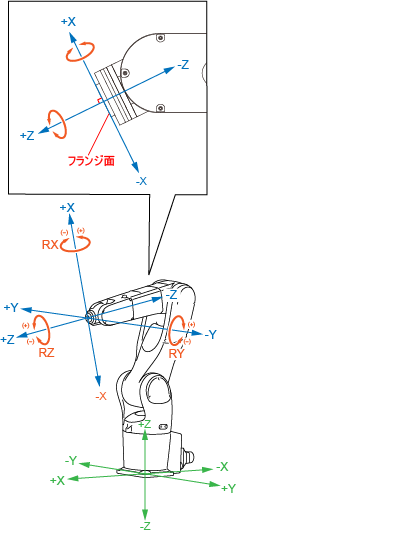 +X
-Z
+Z
フランジ面
-X
+X
(-)
(+)
RX
+Y
-Z
(+)
(+)
+Z
(-)
(-)
-Y
RZ
RY
-X
+Z
-Y
-X
+X
+Y
-Z